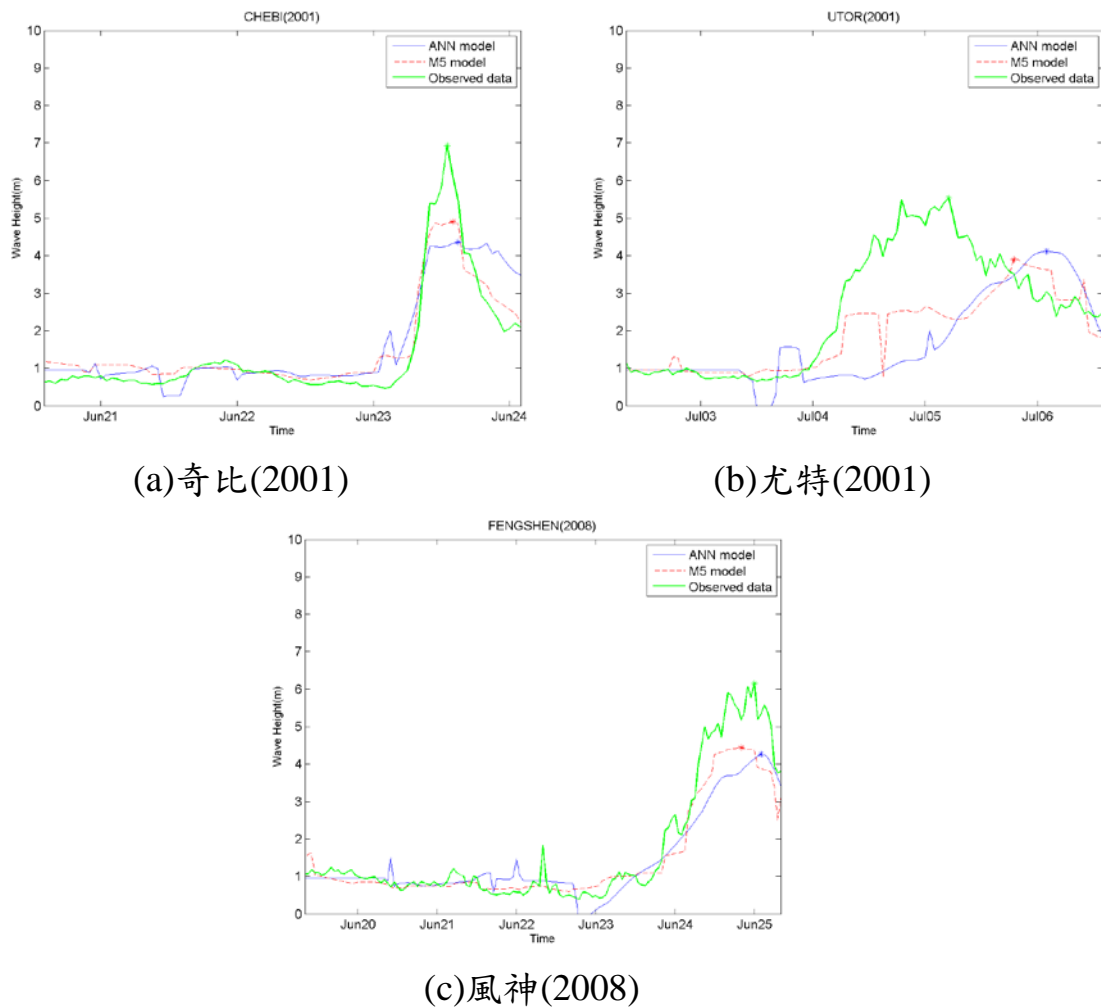 CHEBI(2001)
10
9
8
7
6
5
4
3
2
1
0
Wave Height(m)
ANN model
M5 model
Observed data
Jun21
Jun22
Jun23
Jun24
Time
(a)奇比(2001)
UTOR(2001)
10
9
8
7
6
5
4
3
2
1
0
Wave Height(m)
ANN model
M5 model
Observed data
Jul03
Jul04
Jul05
Jul06
Time
(b)尤特(2001)
FENGSHEN(2008)
10
9
8
7
6
5
4
3
2
1
0
Wave Height(m)
ANN model
M5 model
Observed data
Jun20
Jun21
Jun22
Jun23
Jun24
Jun25
Time
(c)風神(2008)